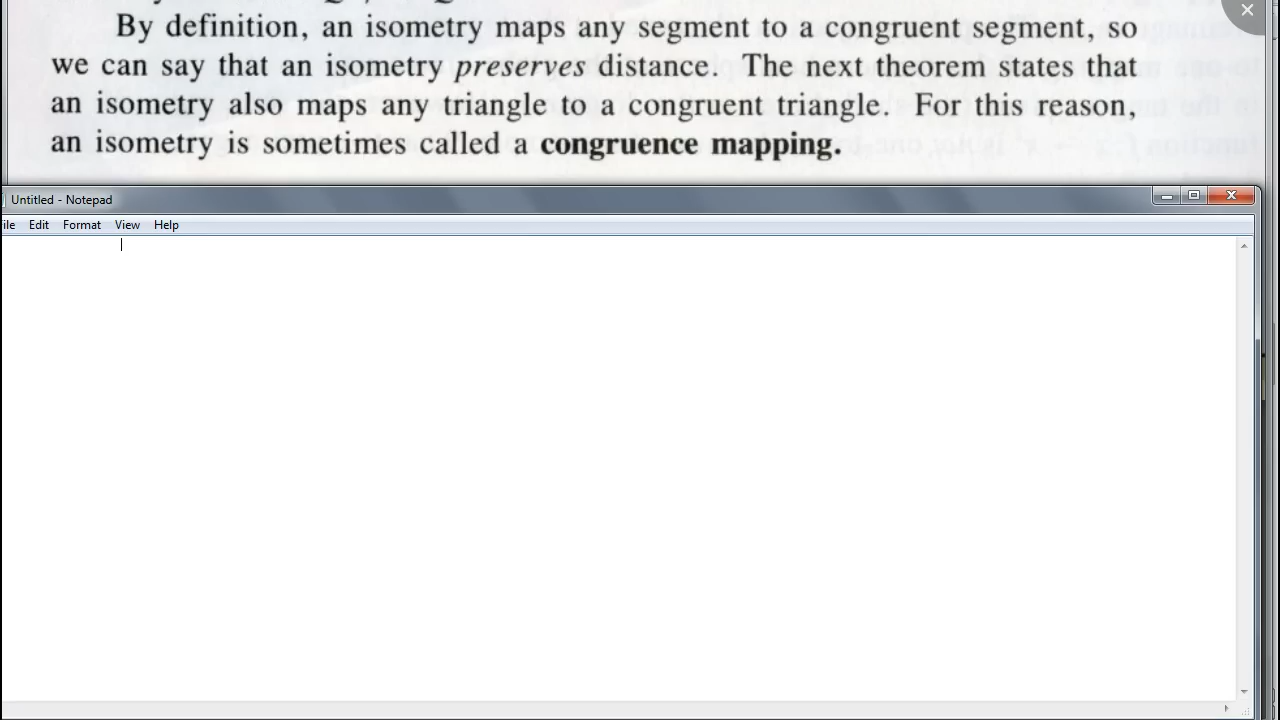 By definition, an isometry maps any segment to a congruent segment, so
we can say that an isometry preserves distance. The next theorem states that
an isometry also maps any triangle to a congruent triangle. For this reason,
an isometry is sometimes called a congruence mapping.
Untitled - Notepad
ile Edit Format View Help